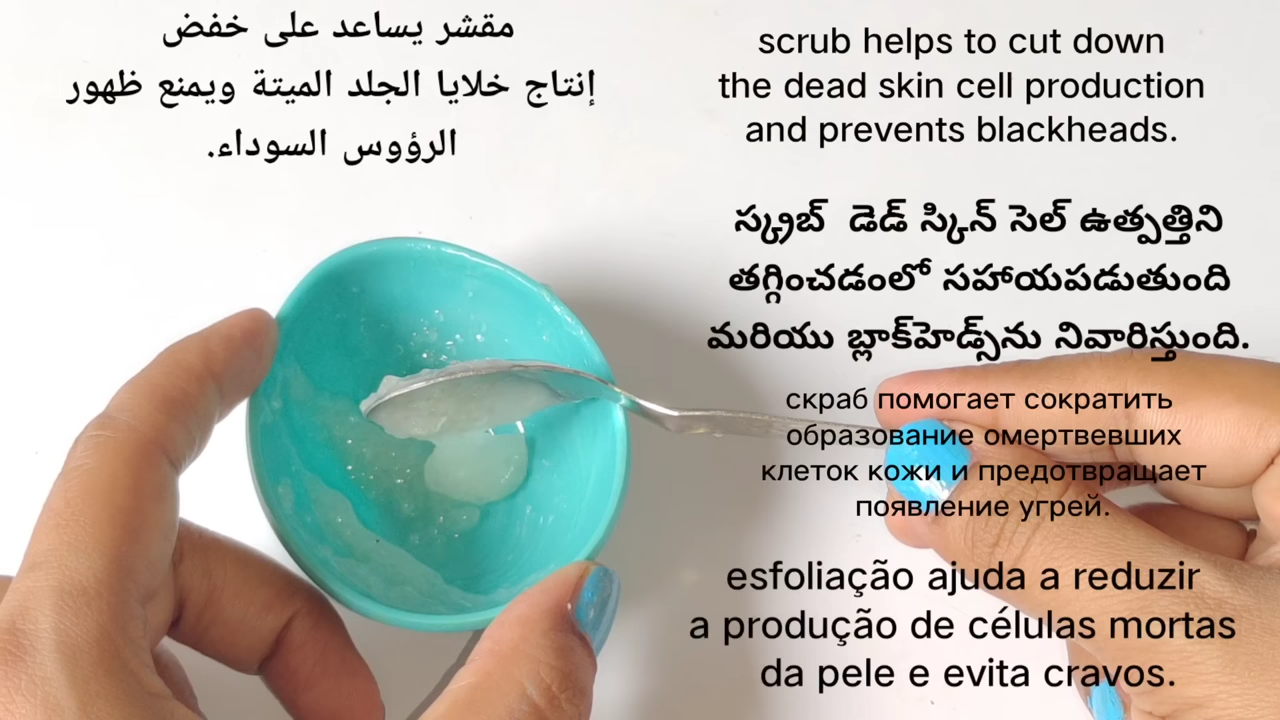 مقشر يساعد على خفض
إنتاج خلايا الجلد الميتة ويمنع ظهور
الرؤوس السوداء.
scrub helps to cut down
the dead skin cell production
and prevents blackheads.
స్క్రబ్  డెడ్ స్కిన్ సెల్ ఉత్పత్తిని
తగ్గించడంలో సహాయపడుతుంది
మరియు బ్లాక్‌హెడ్స్‌ను నివారిస్తుంది.
скраб помогает сократить
образование омертвевших
клеток кожи и предотвращает
появление угрей.
esfoliação ajuda a reduzir
a produção de células mortas
da pele e evita cravos.